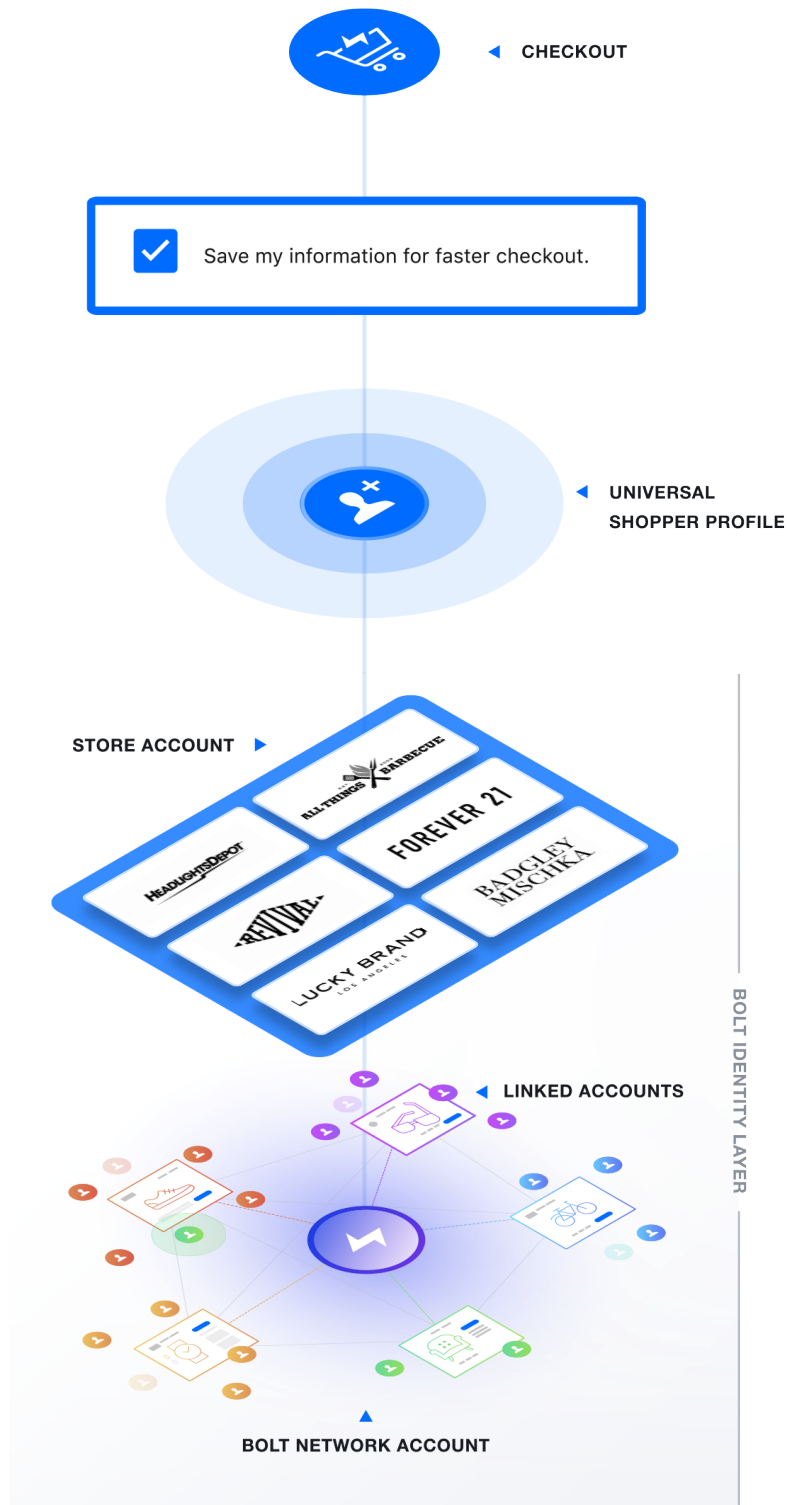 CHECKOUT
Save my information for faster checkout.
UNIVERSAL
SHOPPER PROFILE
STORE ACCOUNT
ALL THINGS
BARBECUE
FOREVER 21
HEADLIGHTSDEPOT
BADGLEY
MISCHKA
REVIVAL
LUCKY BRAND
LOS ANGELES
LINKED ACCOUNTS
BOLT IDENTITY LAYER
BOLT NETWORK ACCOUNT